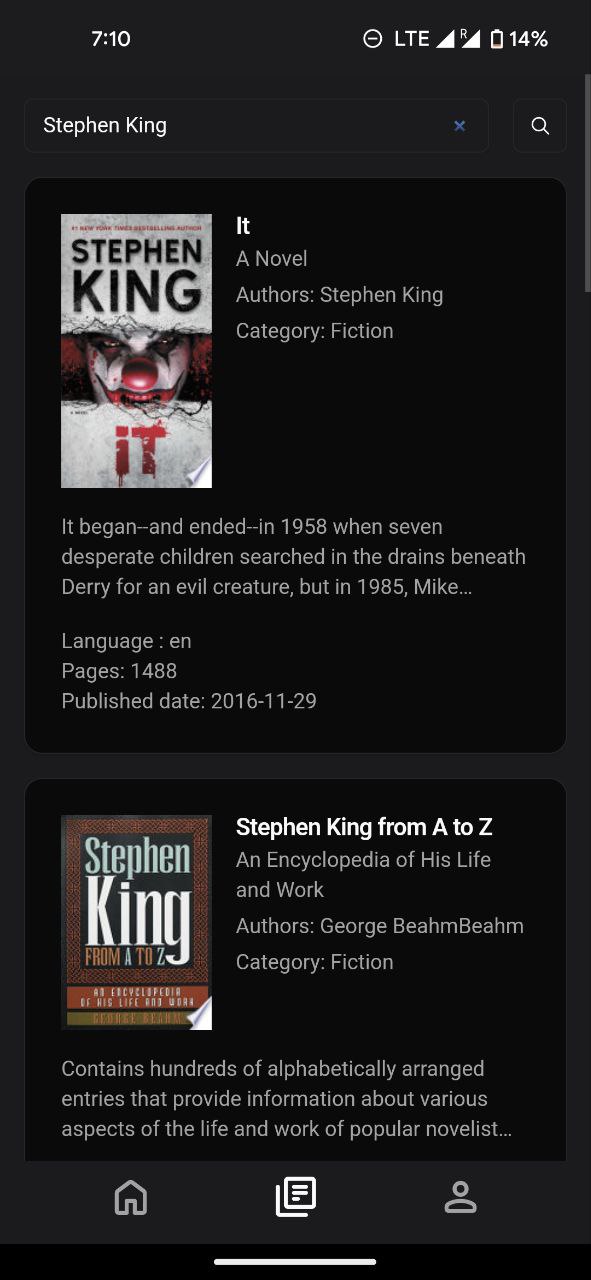 7:10
LTE R 14%
Stephen King
It
#1 NEW YORK TIMES BESTSELLING AUTHOR
STEPHEN
KING
A NOVEL
iT
A Novel
Authors: Stephen King
Category: Fiction
It began--and ended--in 1958 when seven
desperate children searched in the drains beneath
Derry for an evil creature, but in 1985, Mike...
Language : en
Pages: 1488
Published date: 2016-11-29
Stephen
King
FROM A TO Z
AN ENCYCLOPEDIA
OF HIS LIFE AND WORK
GEORGE BEAHM
Stephen King from A to Z
An Encyclopedia of His Life
and Work
Authors: George BeahmBeahm
Category: Fiction
Contains hundreds of alphabetically arranged
entries that provide information about various
aspects of the life and work of popular novelist...